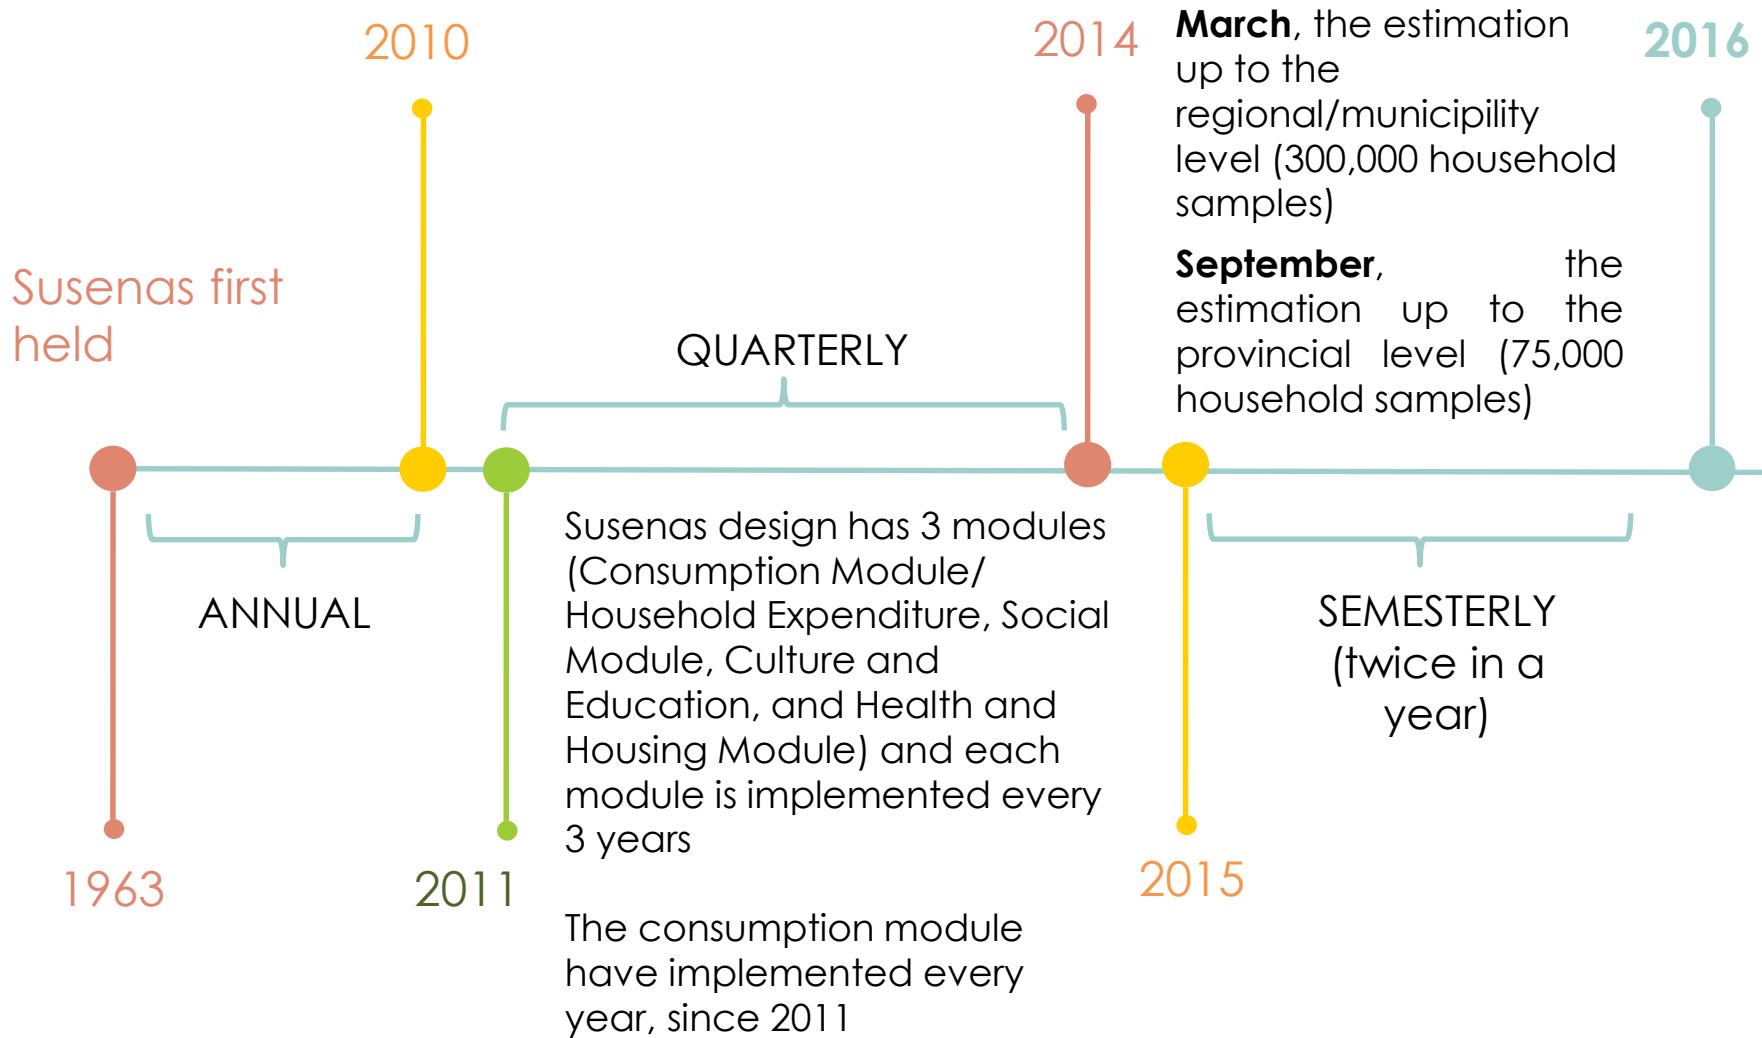 2010
2014
March, the estimation
up to the
regional/municipility
level (300,000 household
samples)
2016
September, the
estimation up to the
provincial level (75,000
household samples)
Susenas first
held
QUARTERLY
ANNUAL
Susenas design has 3 modules
(Consumption Module/
Household Expenditure, Social
Module, Culture and
Education, and Health and
Housing Module) and each
module is implemented every
3 years
SEMESTERLY
(twice in a
year)
1963
2011
2015
The consumption module
have implemented every
year, since 2011